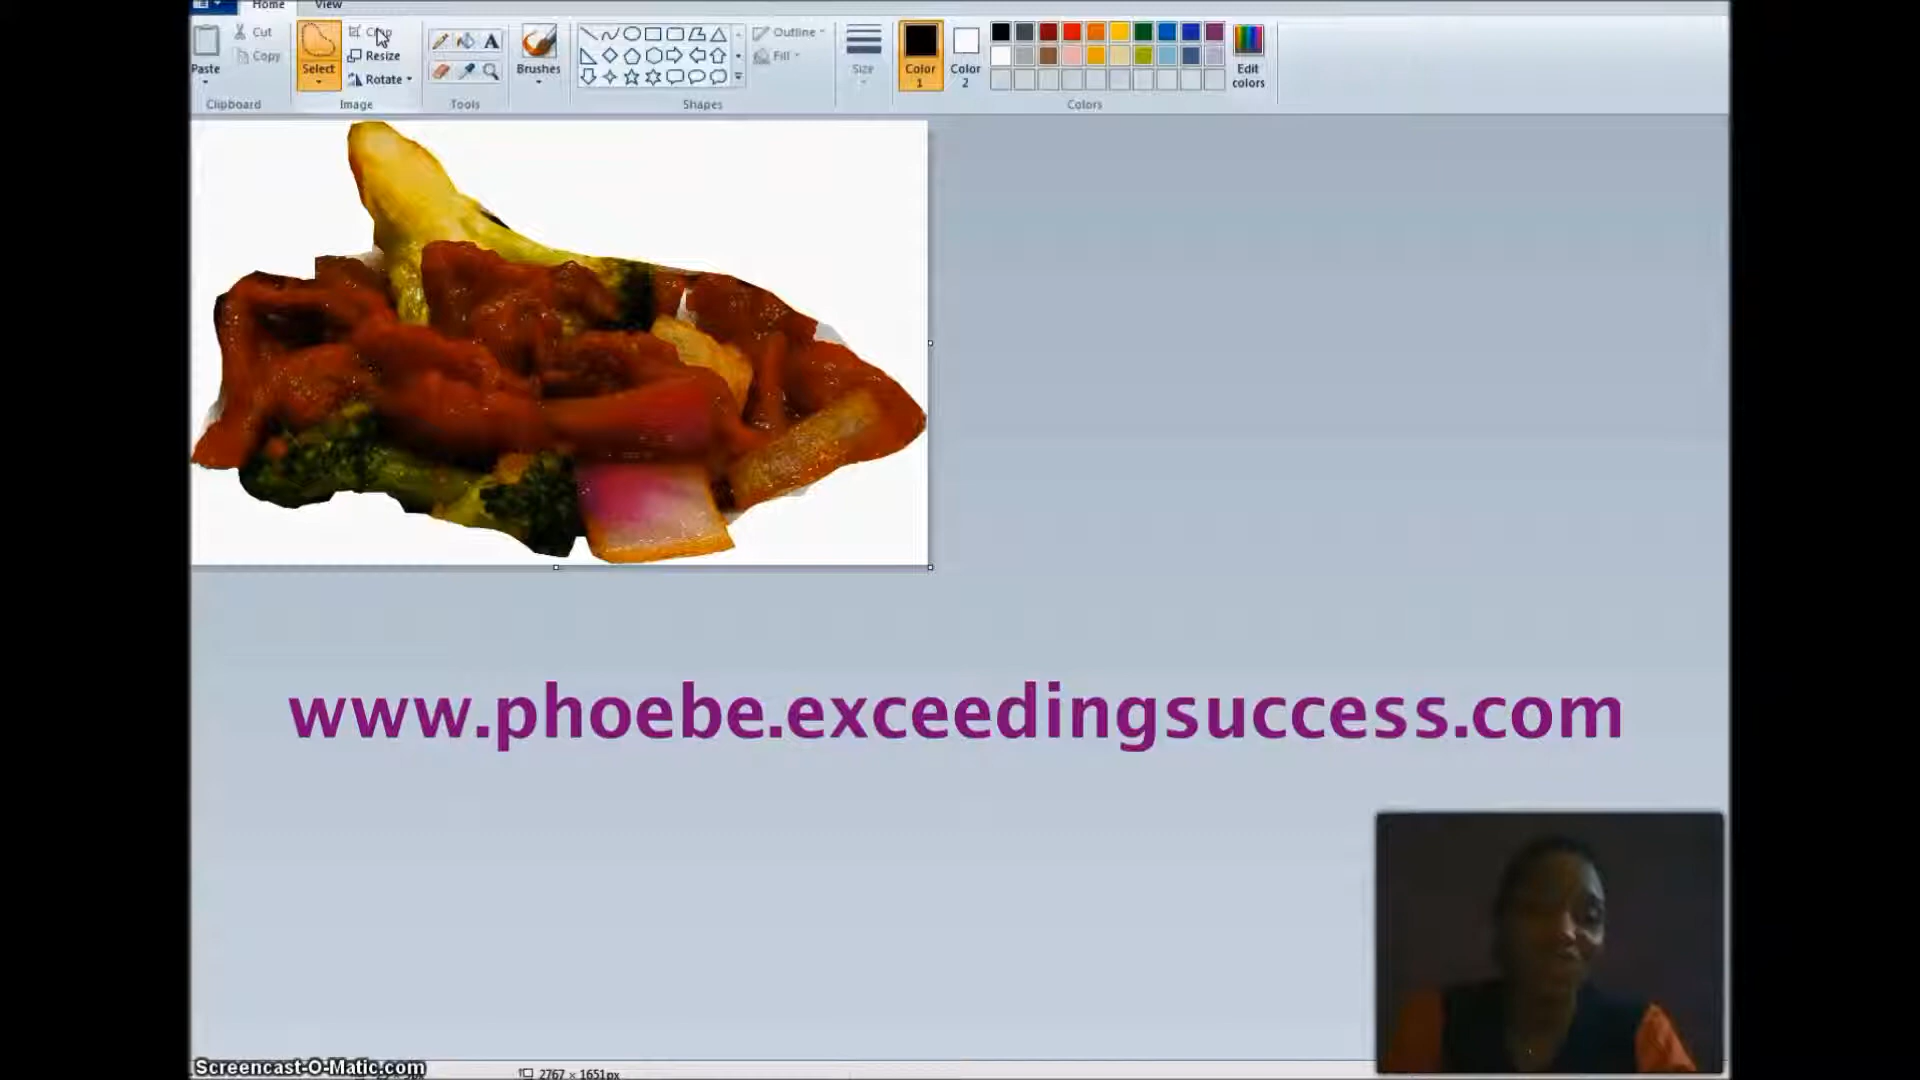 Home View
Cut
Copy
Paste
Clipboard
Select
Crop
Resize
Rotate
Image
Tools
Brushes
Shapes
Outline
Fill
Size
Color 1
Color 2
Edit colors
Colors
www.phoebe.exceedingsuccess.com
Screencast-O-Matic.com
2767 × 1651px